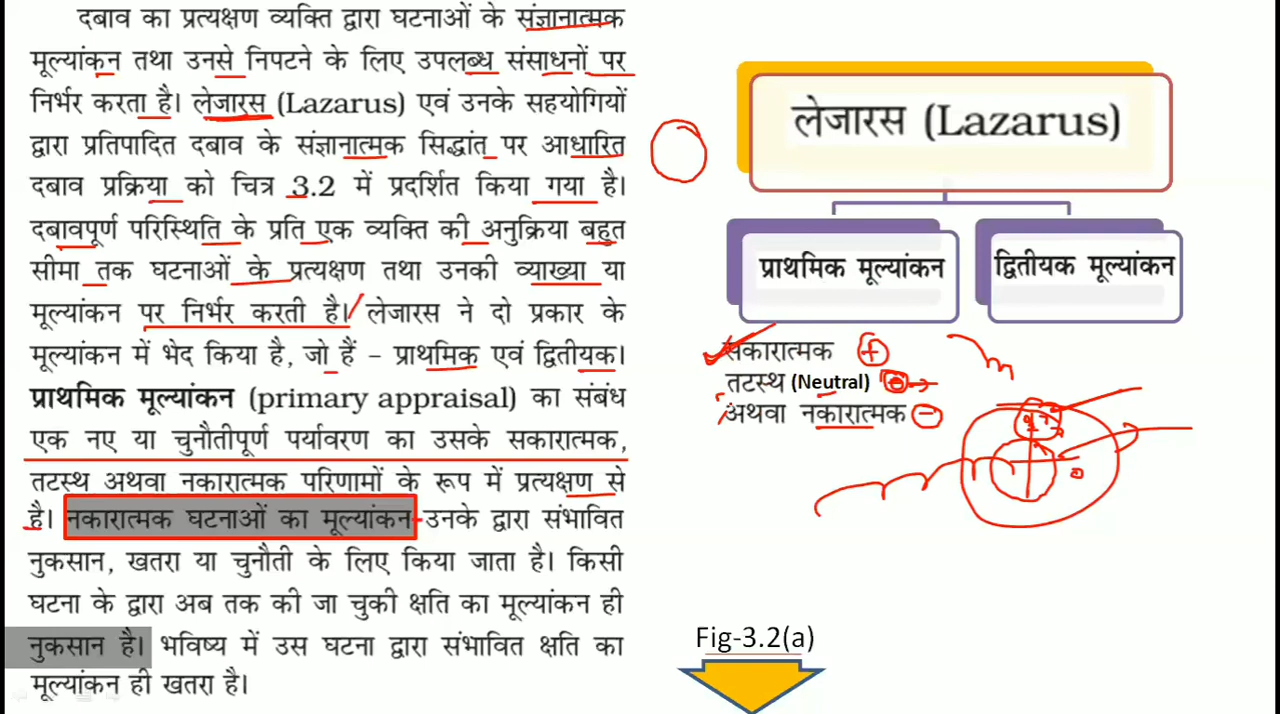 दबाव का प्रत्यक्षण व्यक्ति द्वारा घटनाओं के संज्ञानात्मक
मूल्यांकन तथा उनसे निपटने के लिए उपलब्ध संसाधनों पर
निर्भर करता है। लेजारस (Lazarus) एवं उनके सहयोगियों
द्वारा प्रतिपादित दबाव के संज्ञानात्मक सिद्धांत पर आधारित
दबाव प्रक्रिया को चित्र 3.2 में प्रदर्शित किया गया है।
दबावपूर्ण परिस्थिति के प्रति एक व्यक्ति की अनुक्रिया बहुत
सीमा तक घटनाओं के प्रत्यक्षण तथा उनकी व्याख्या या
मूल्यांकन पर निर्भर करती है। लेजारस ने दो प्रकार के
मूल्यांकन में भेद किया है, जो हैं – प्राथमिक एवं द्वितीयक।
प्राथमिक मूल्यांकन (primary appraisal) का संबंध
एक नए या चुनौतीपूर्ण पर्यावरण का उसके सकारात्मक,
तटस्थ अथवा नकारात्मक परिणामों के रूप में प्रत्यक्षण से
है। नकारात्मक घटनाओं का मूल्यांकन उनके द्वारा संभावित
नुकसान, खतरा या चुनौती के लिए किया जाता है। किसी
घटना के द्वारा अब तक की जा चुकी क्षति का मूल्यांकन ही
नुकसान है। भविष्य में उस घटना द्वारा संभावित क्षति का
मूल्यांकन ही खतरा है।
लेजारस (Lazarus)
प्राथमिक मूल्यांकन
द्वितीयक मूल्यांकन
सकारात्मक +
तटस्थ (Neutral)
अथवा नकारात्मक −
Fig-3.2(a)